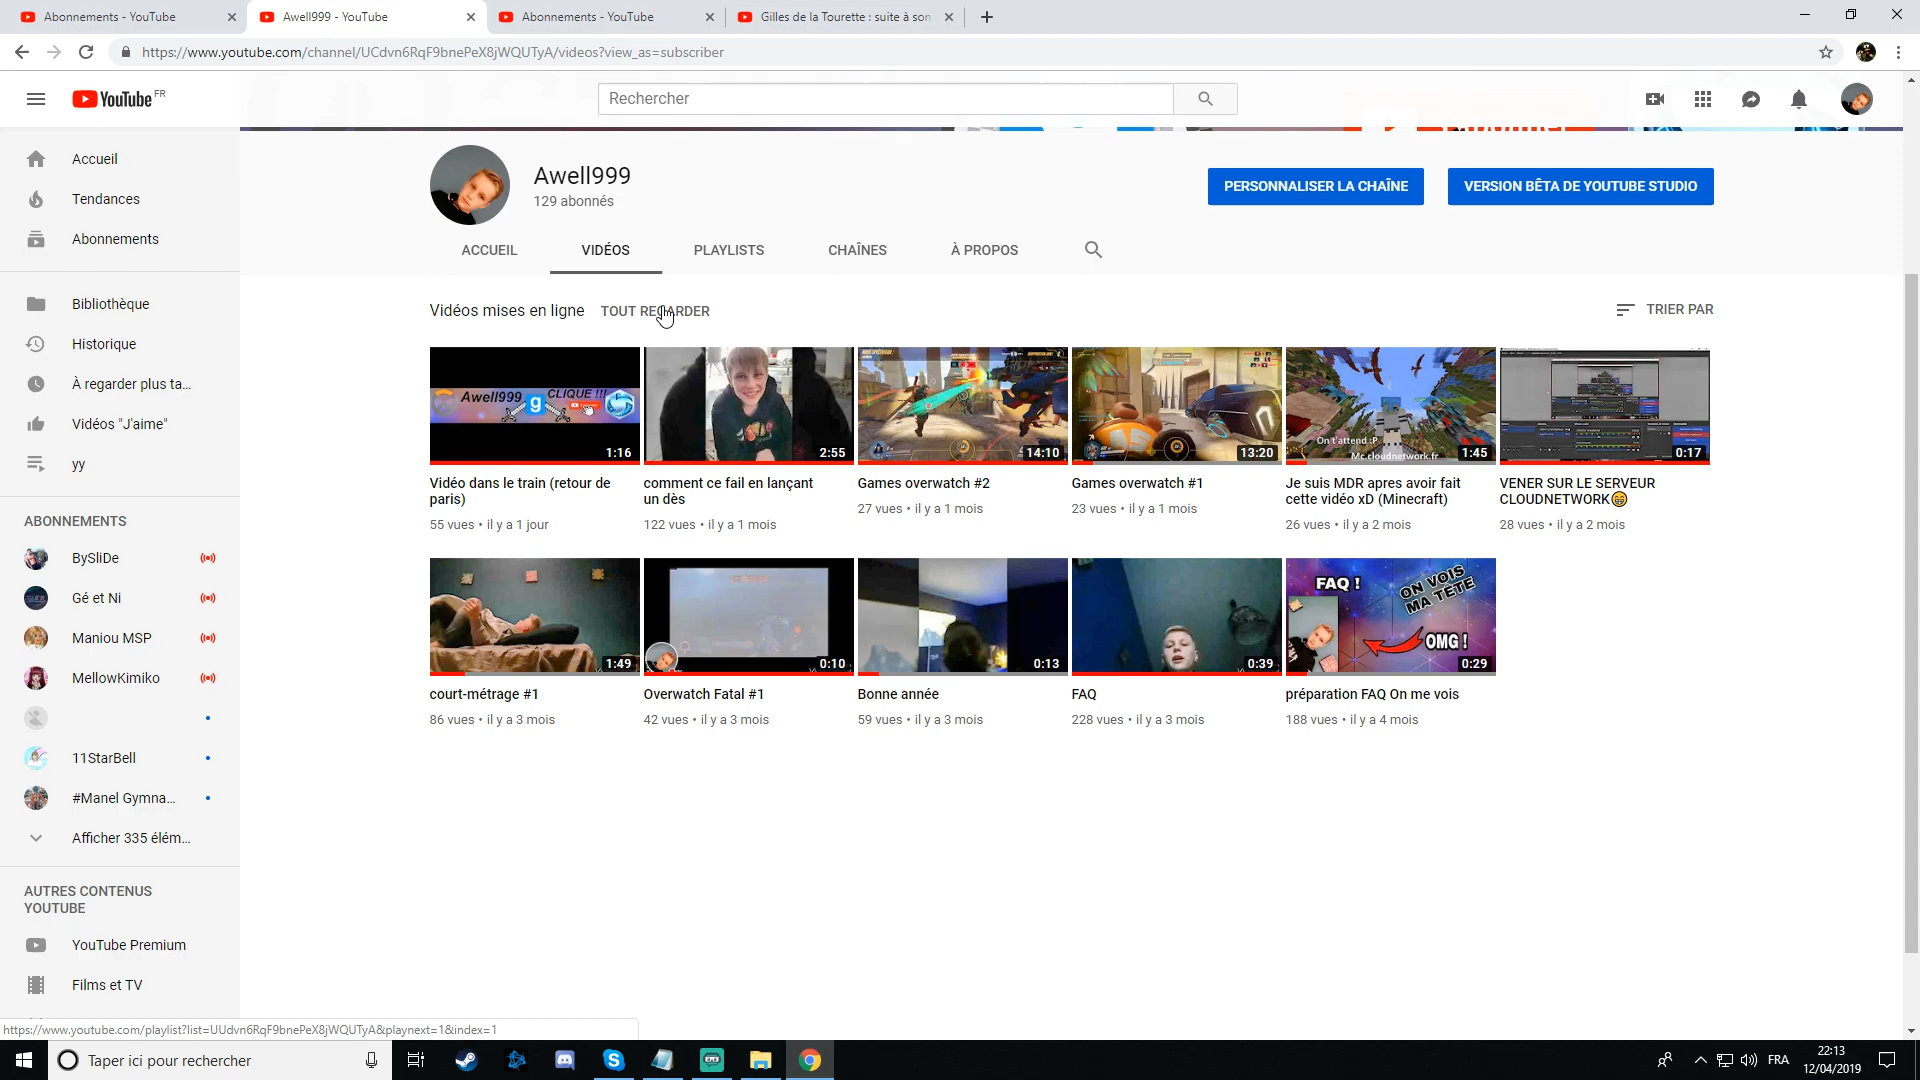 Abonnements - YouTube
Awell999 - YouTube
Abonnements - YouTube
Gilles de la Tourette : suite à son
https://www.youtube.com/channel/UCdvn6RqF9bnePeX8jWQUTyA/videos?view_as=subscriber
YouTube FR
Rechercher
Accueil
Tendances
Abonnements
Bibliothèque
Historique
À regarder plus ta...
Vidéos "J'aime"
yy
ABONNEMENTS
BySliDe
Gé et Ni
Maniou MSP
MellowKimiko
11StarBell
#Manel Gymna...
Afficher 335 élém...
AUTRES CONTENUS
YOUTUBE
YouTube Premium
Films et TV
Awell999
129 abonnés
PERSONNALISER LA CHAÎNE
VERSION BÊTA DE YOUTUBE STUDIO
ACCUEIL
VIDÉOS
PLAYLISTS
CHAÎNES
À PROPOS
Vidéos mises en ligne
TOUT REGARDER
TRIER PAR
Awell999
CLIQUE !!!
g
1:16
Vidéo dans le train (retour de
paris)
55 vues • il y a 1 jour
2:55
comment ce fail en lançant
un dès
122 vues • il y a 1 mois
14:10
Games overwatch #2
27 vues • il y a 1 mois
13:20
Games overwatch #1
23 vues • il y a 1 mois
On t'attend :P
Mc.cloudnetwork.fr
1:45
Je suis MDR apres avoir fait
cette vidéo xD (Minecraft)
26 vues • il y a 2 mois
0:17
VENER SUR LE SERVEUR
CLOUDNETWORK😁
28 vues • il y a 2 mois
1:49
court-métrage #1
86 vues • il y a 3 mois
0:10
Overwatch Fatal #1
42 vues • il y a 3 mois
0:13
Bonne année
59 vues • il y a 3 mois
0:39
FAQ
228 vues • il y a 3 mois
FAQ !
ON VOIS
MA TÊTE
OMG !
0:29
préparation FAQ On me vois
188 vues • il y a 4 mois
https://www.youtube.com/playlist?list=UUdvn6RqF9bnePeX8jWQUTyA&playnext=1&index=1
Taper ici pour rechercher
FRA
22:13
12/04/2019